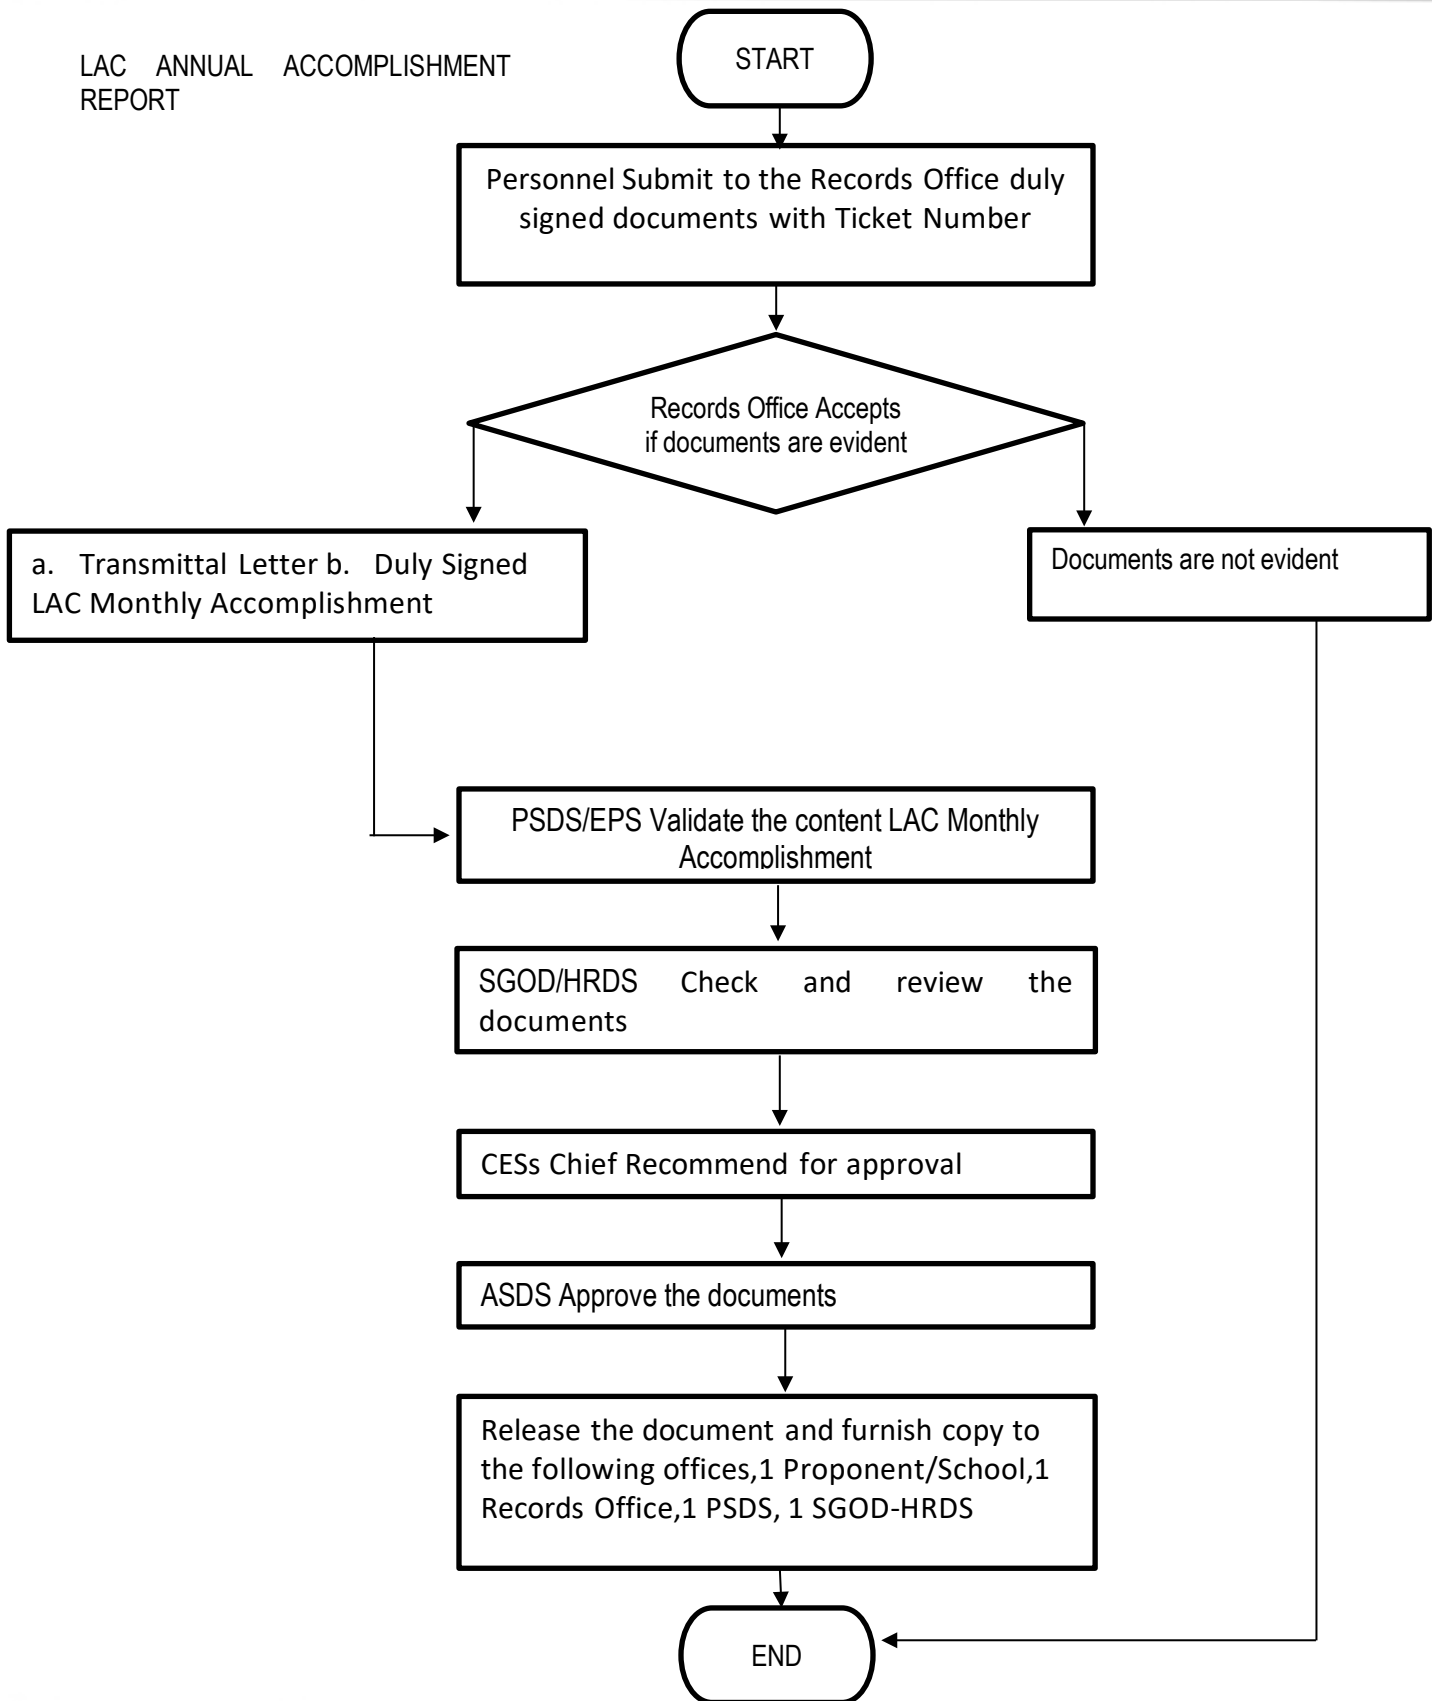 LAC ANNUAL ACCOMPLISHMENT
REPORT
START
Personnel Submit to the Records Office duly
signed documents with Ticket Number
Records Office Accepts
if documents are evident
a. Transmittal Letter b. Duly Signed
LAC Monthly Accomplishment
Documents are not evident
PSDS/EPS Validate the content LAC Monthly
Accomplishment
SGOD/HRDS Check and review the
documents
CESs Chief Recommend for approval
ASDS Approve the documents
Release the document and furnish copy to
the following offices,1 Proponent/School,1
Records Office,1 PSDS, 1 SGOD-HRDS
END